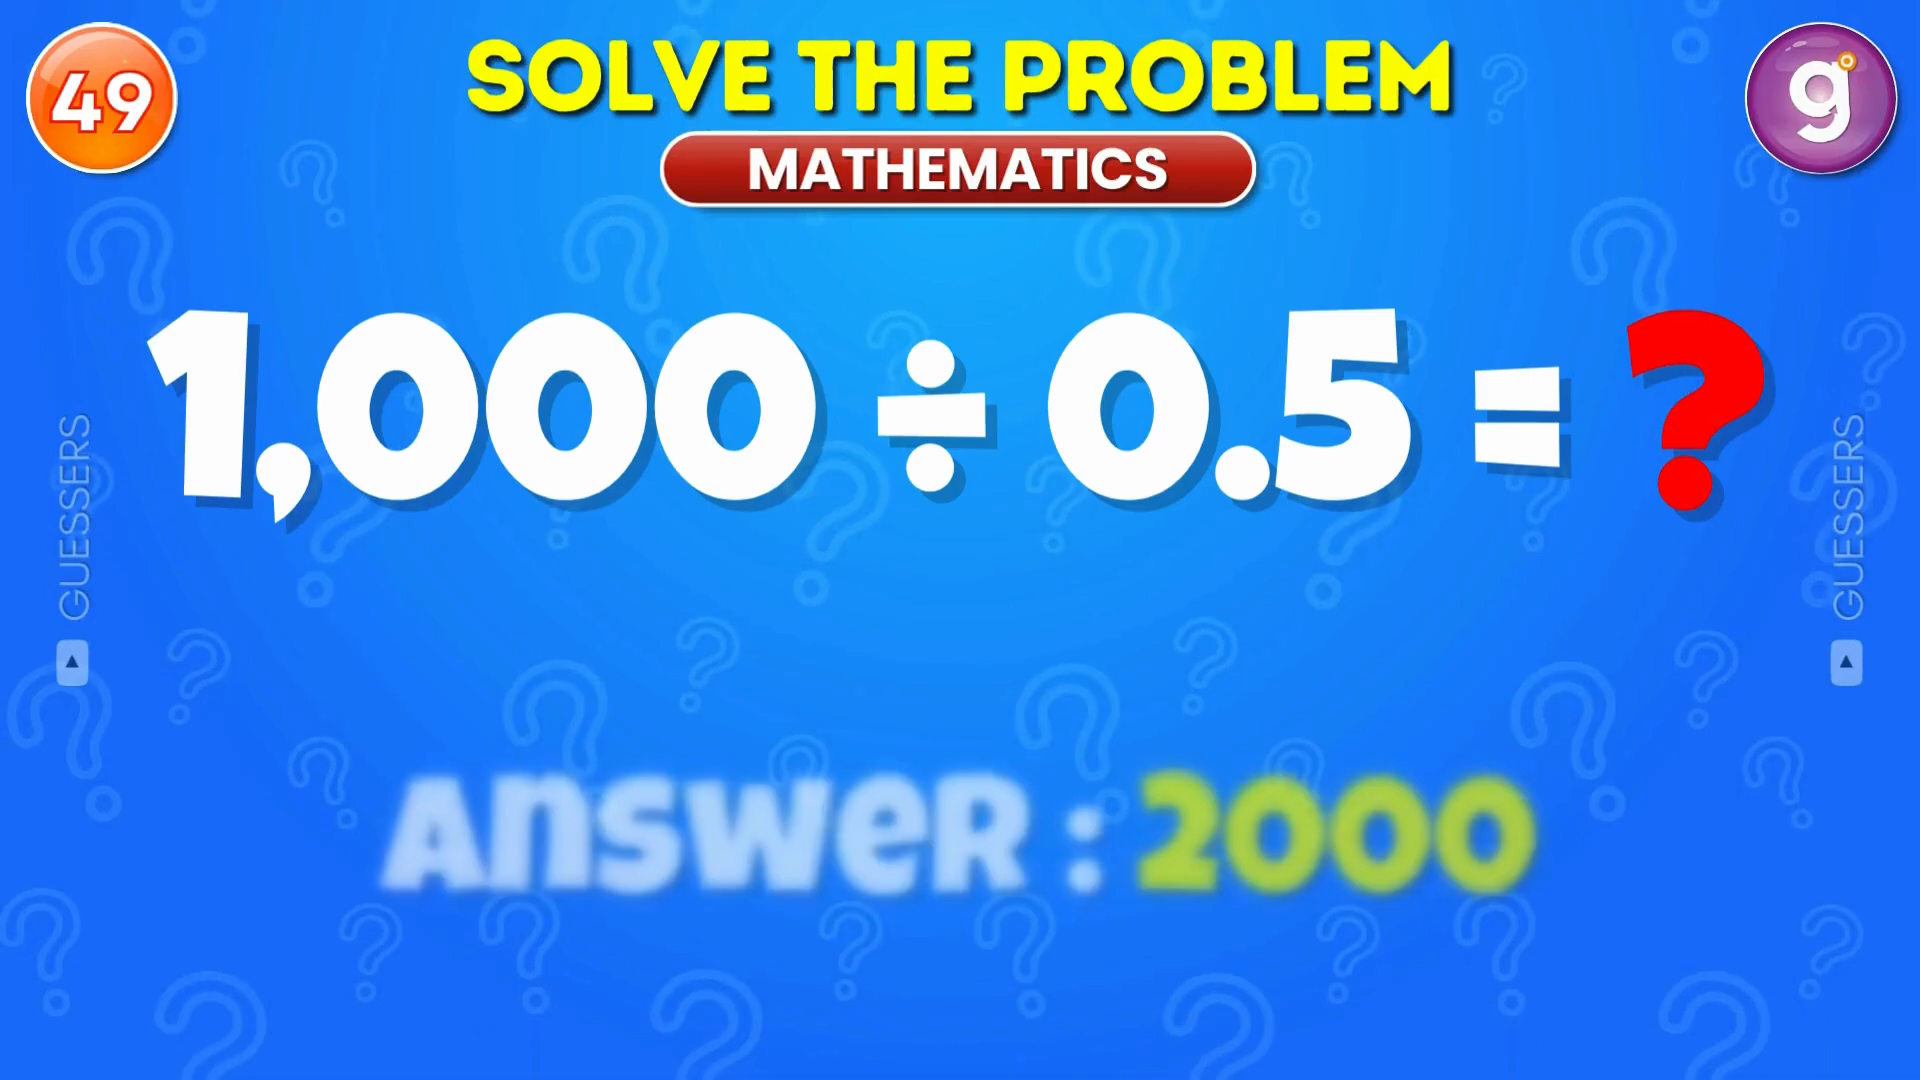 49
SOLVE THE PROBLEM
g
MATHEMATICS
1,000 ÷ 0.5 = ?
GUESSERS
GUESSERS
ANSWER : 2000